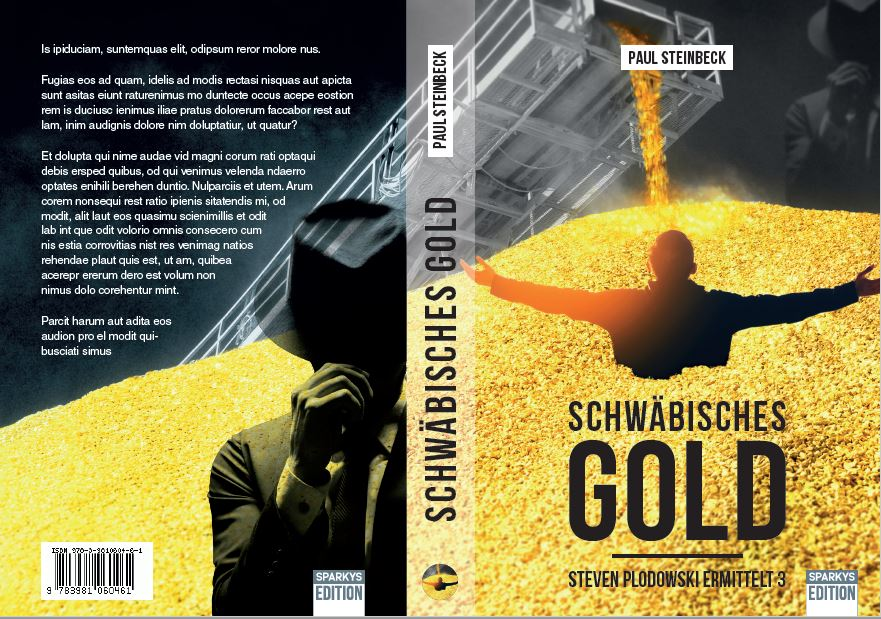 Is ipiduciam, suntemquas elit, odipsum reror molore nus.
Fugias eos ad quam, idelis ad modis rectasi nisquas aut apicta
sunt asitas eiunt raturenimus mo duntecte occus acepe eostion
rem is duciusc ienimus iliae pratus dolorerum faccabor rest aut
lam, inim audignis dolore nim doluptatiur, ut quatur?
Et dolupta qui nime audae vid magni corum rati optaqui
debis ersped quibus, od qui venimus velenda ndaerro
optates enihili berehen duntio. Nulparciis et utem. Arum
corem nonsequi rest ratio ipienis sitatendis mi, od
modit, alit laut eos quasimu scienimillis et odit
lab int que odit volorio omnis consecero cum
nis estia corrovitias nist res venimag natios
rehendae plaut quis est, ut am, quibea
acerepr ererum dero est volum non
nimus dolo corehentur mint.
Parcit harum aut adita eos
audion pro el modit qui-
busciati simus
ISBN 978-3-9810604-6-1
9 783981 060461
SPARKYS
EDITION
PAUL STEINBECK
SCHWÄBISCHES GOLD
PAUL STEINBECK
SCHWÄBISCHES
GOLD
STEVEN PLODOWSKI ERMITTELT 3
SPARKYS
EDITION